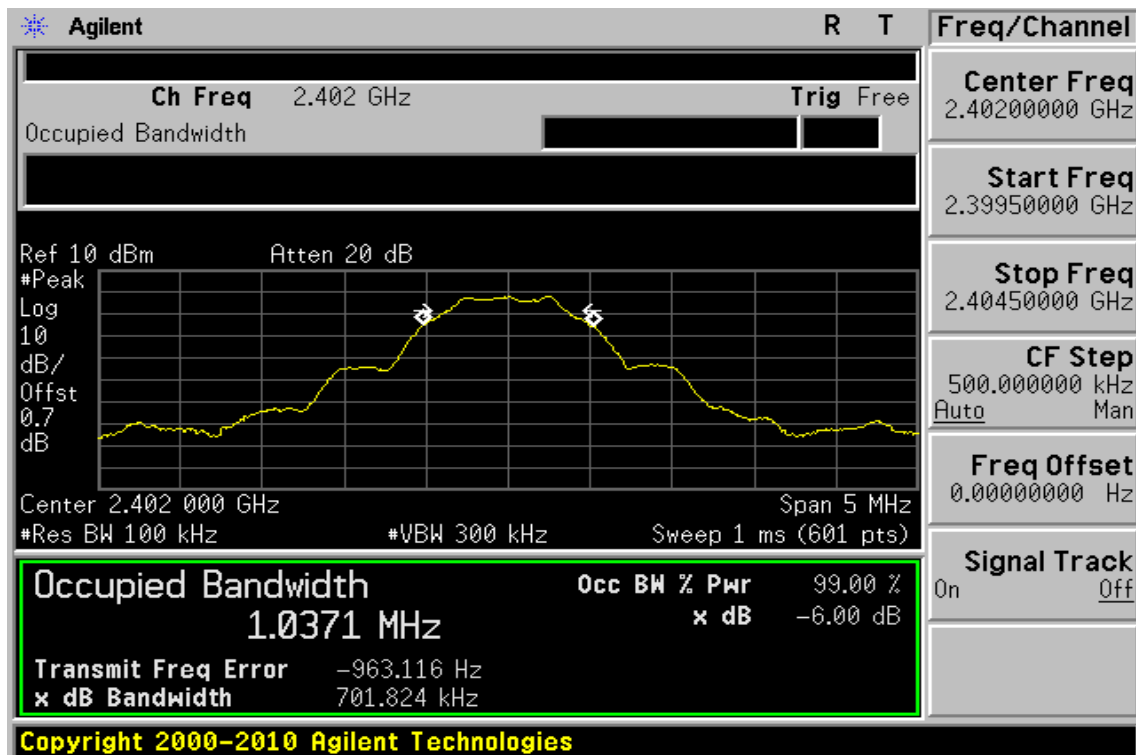 Agilent R T
Freq/Channel
Ch Freq 2.402 GHz Trig Free
Occupied Bandwidth
Center Freq
2.40200000 GHz
Start Freq
2.39950000 GHz
Stop Freq
2.40450000 GHz
CF Step
500.000000 kHz
Auto Man
Freq Offset
0.00000000 Hz
Signal Track
On Off
Ref 10 dBm Atten 20 dB
#Peak
Log
10
dB/
Offst
0.7
dB
Center 2.402 000 GHz Span 5 MHz
#Res BW 100 kHz #VBW 300 kHz Sweep 1 ms (601 pts)
Occupied Bandwidth
1.0371 MHz
Occ BW % Pwr 99.00 %
x dB -6.00 dB
Transmit Freq Error -963.116 Hz
x dB Bandwidth 701.824 kHz
Copyright 2000-2010 Agilent Technologies